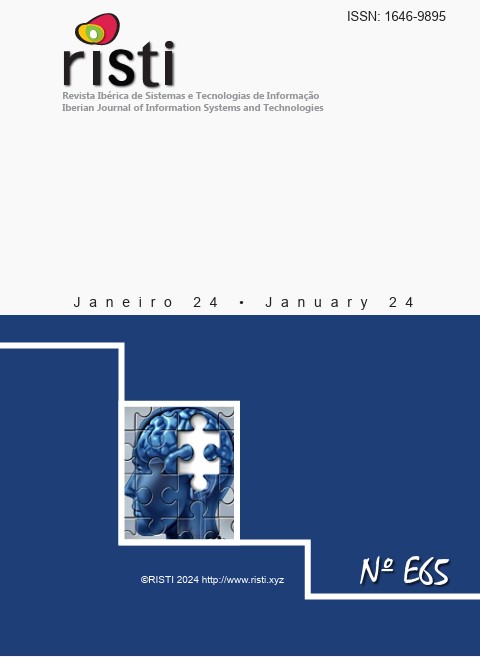 ISSN: 1646-9895
risti
Revista Ibérica de Sistemas e Tecnologias de Informação
Iberian Journal of Information Systems and Technologies
Janeiro 24 • January 24
©RISTI 2024 http://www.risti.xyz
Nº E65